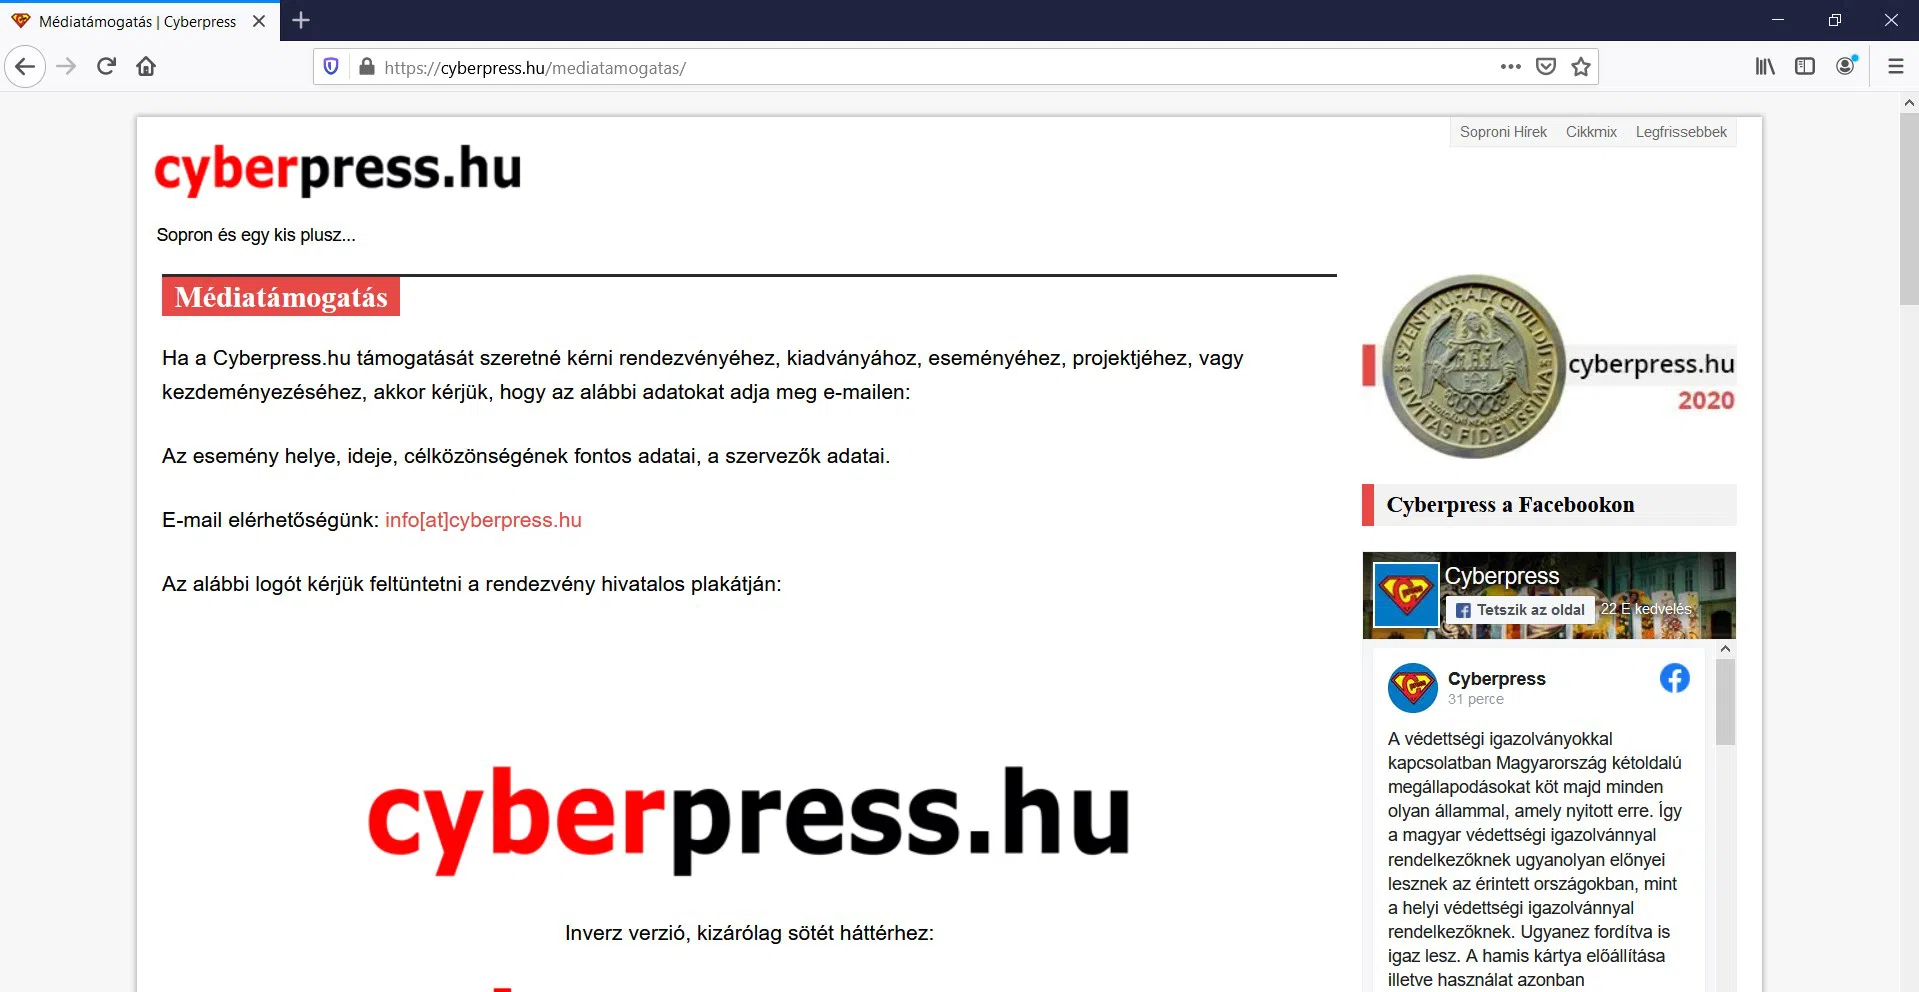 Médiatámogatás | Cyberpress
https://cyberpress.hu/mediatamogatas/
Soproni Hírek Cikkmix Legfrissebbek
cyberpress.hu
Sopron és egy kis plusz...
Médiatámogatás
Ha a Cyberpress.hu támogatását szeretné kérni rendezvényéhez, kiadványához, eseményéhez, projektjéhez, vagy
kezdeményezéséhez, akkor kérjük, hogy az alábbi adatokat adja meg e-mailen:
Az esemény helye, ideje, célközönségének fontos adatai, a szervezők adatai.
E-mail elérhetőségünk: info[at]cyberpress.hu
Az alábbi logót kérjük feltüntetni a rendezvény hivatalos plakátján:
cyberpress.hu
Inverz verzió, kizárólag sötét háttérhez:
SZENT MIHÁLY CIVIL DÍJ
CIVITAS FIDELISSIMA
cyberpress.hu
2020
Cyberpress a Facebookon
Cyberpress
Tetszik az oldal
22 E kedvelés
Cyberpress
31 perce
A védettségi igazolványokkal
kapcsolatban Magyarország kétoldalú
megállapodásokat köt majd minden
olyan állammal, amely nyitott erre. Így
a magyar védettségi igazolvánnyal
rendelkezőknek ugyanolyan előnyei
lesznek az érintett országokban, mint
a helyi védettségi igazolvánnyal
rendelkezőknek. Ugyanez fordítva is
igaz lesz. A hamis kártya előállítása
illetve használat azonban